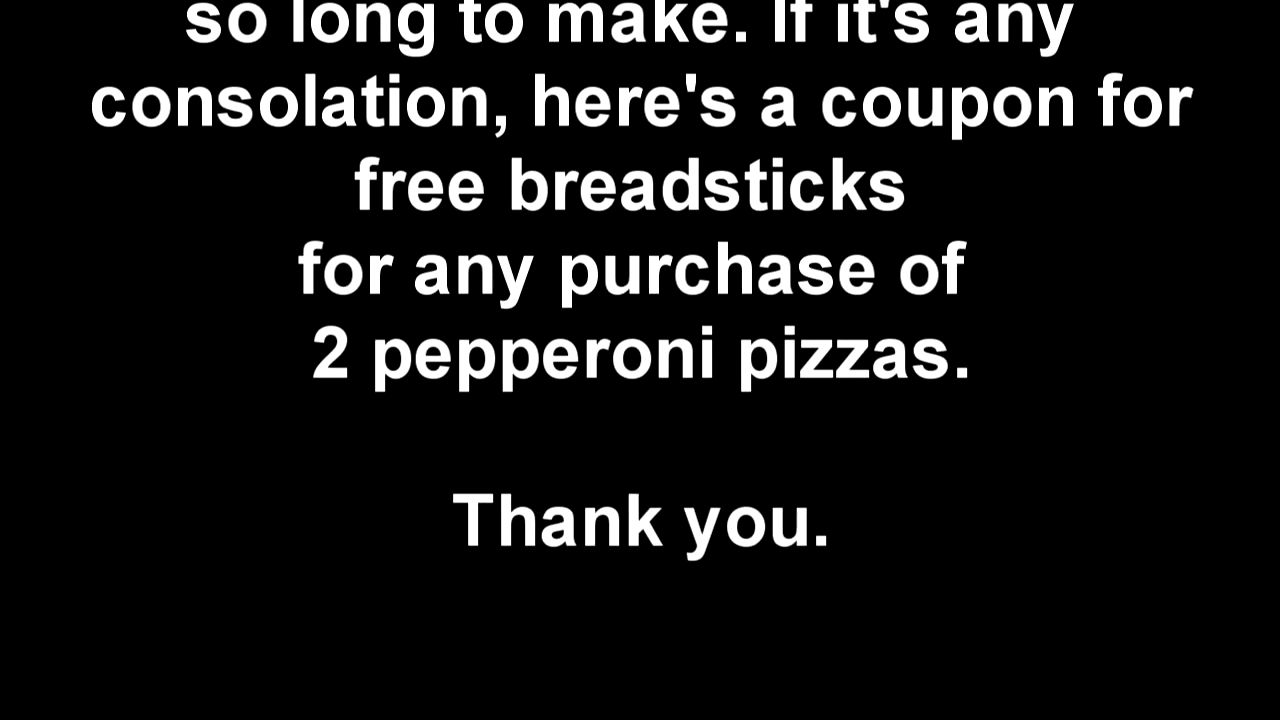 so long to make. If it's any
consolation, here's a coupon for
free breadsticks
for any purchase of
2 pepperoni pizzas.
Thank you.